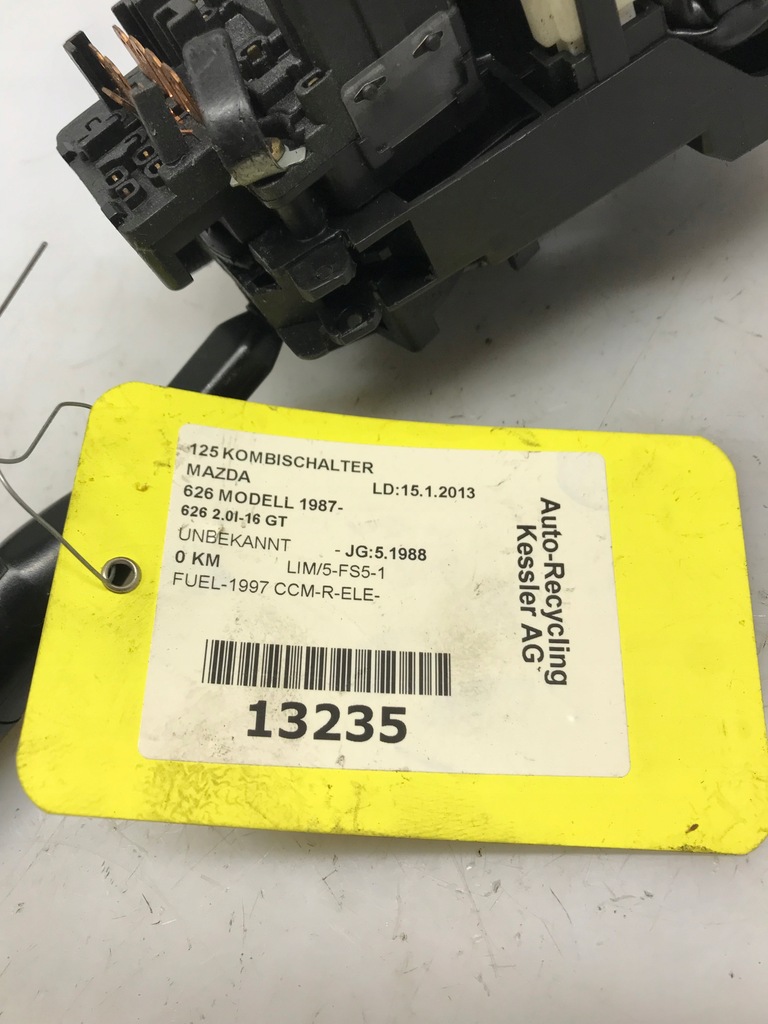 125 KOMBISCHALTER
MAZDA
LD:15.1.2013
626 MODELL 1987-
626 2.0I-16 GT
UNBEKANNT - JG:5.1988
0 KM LIM/5-FS5-1
FUEL-1997 CCM-R-ELE-
13235
Auto-Recycling
Kessler AG